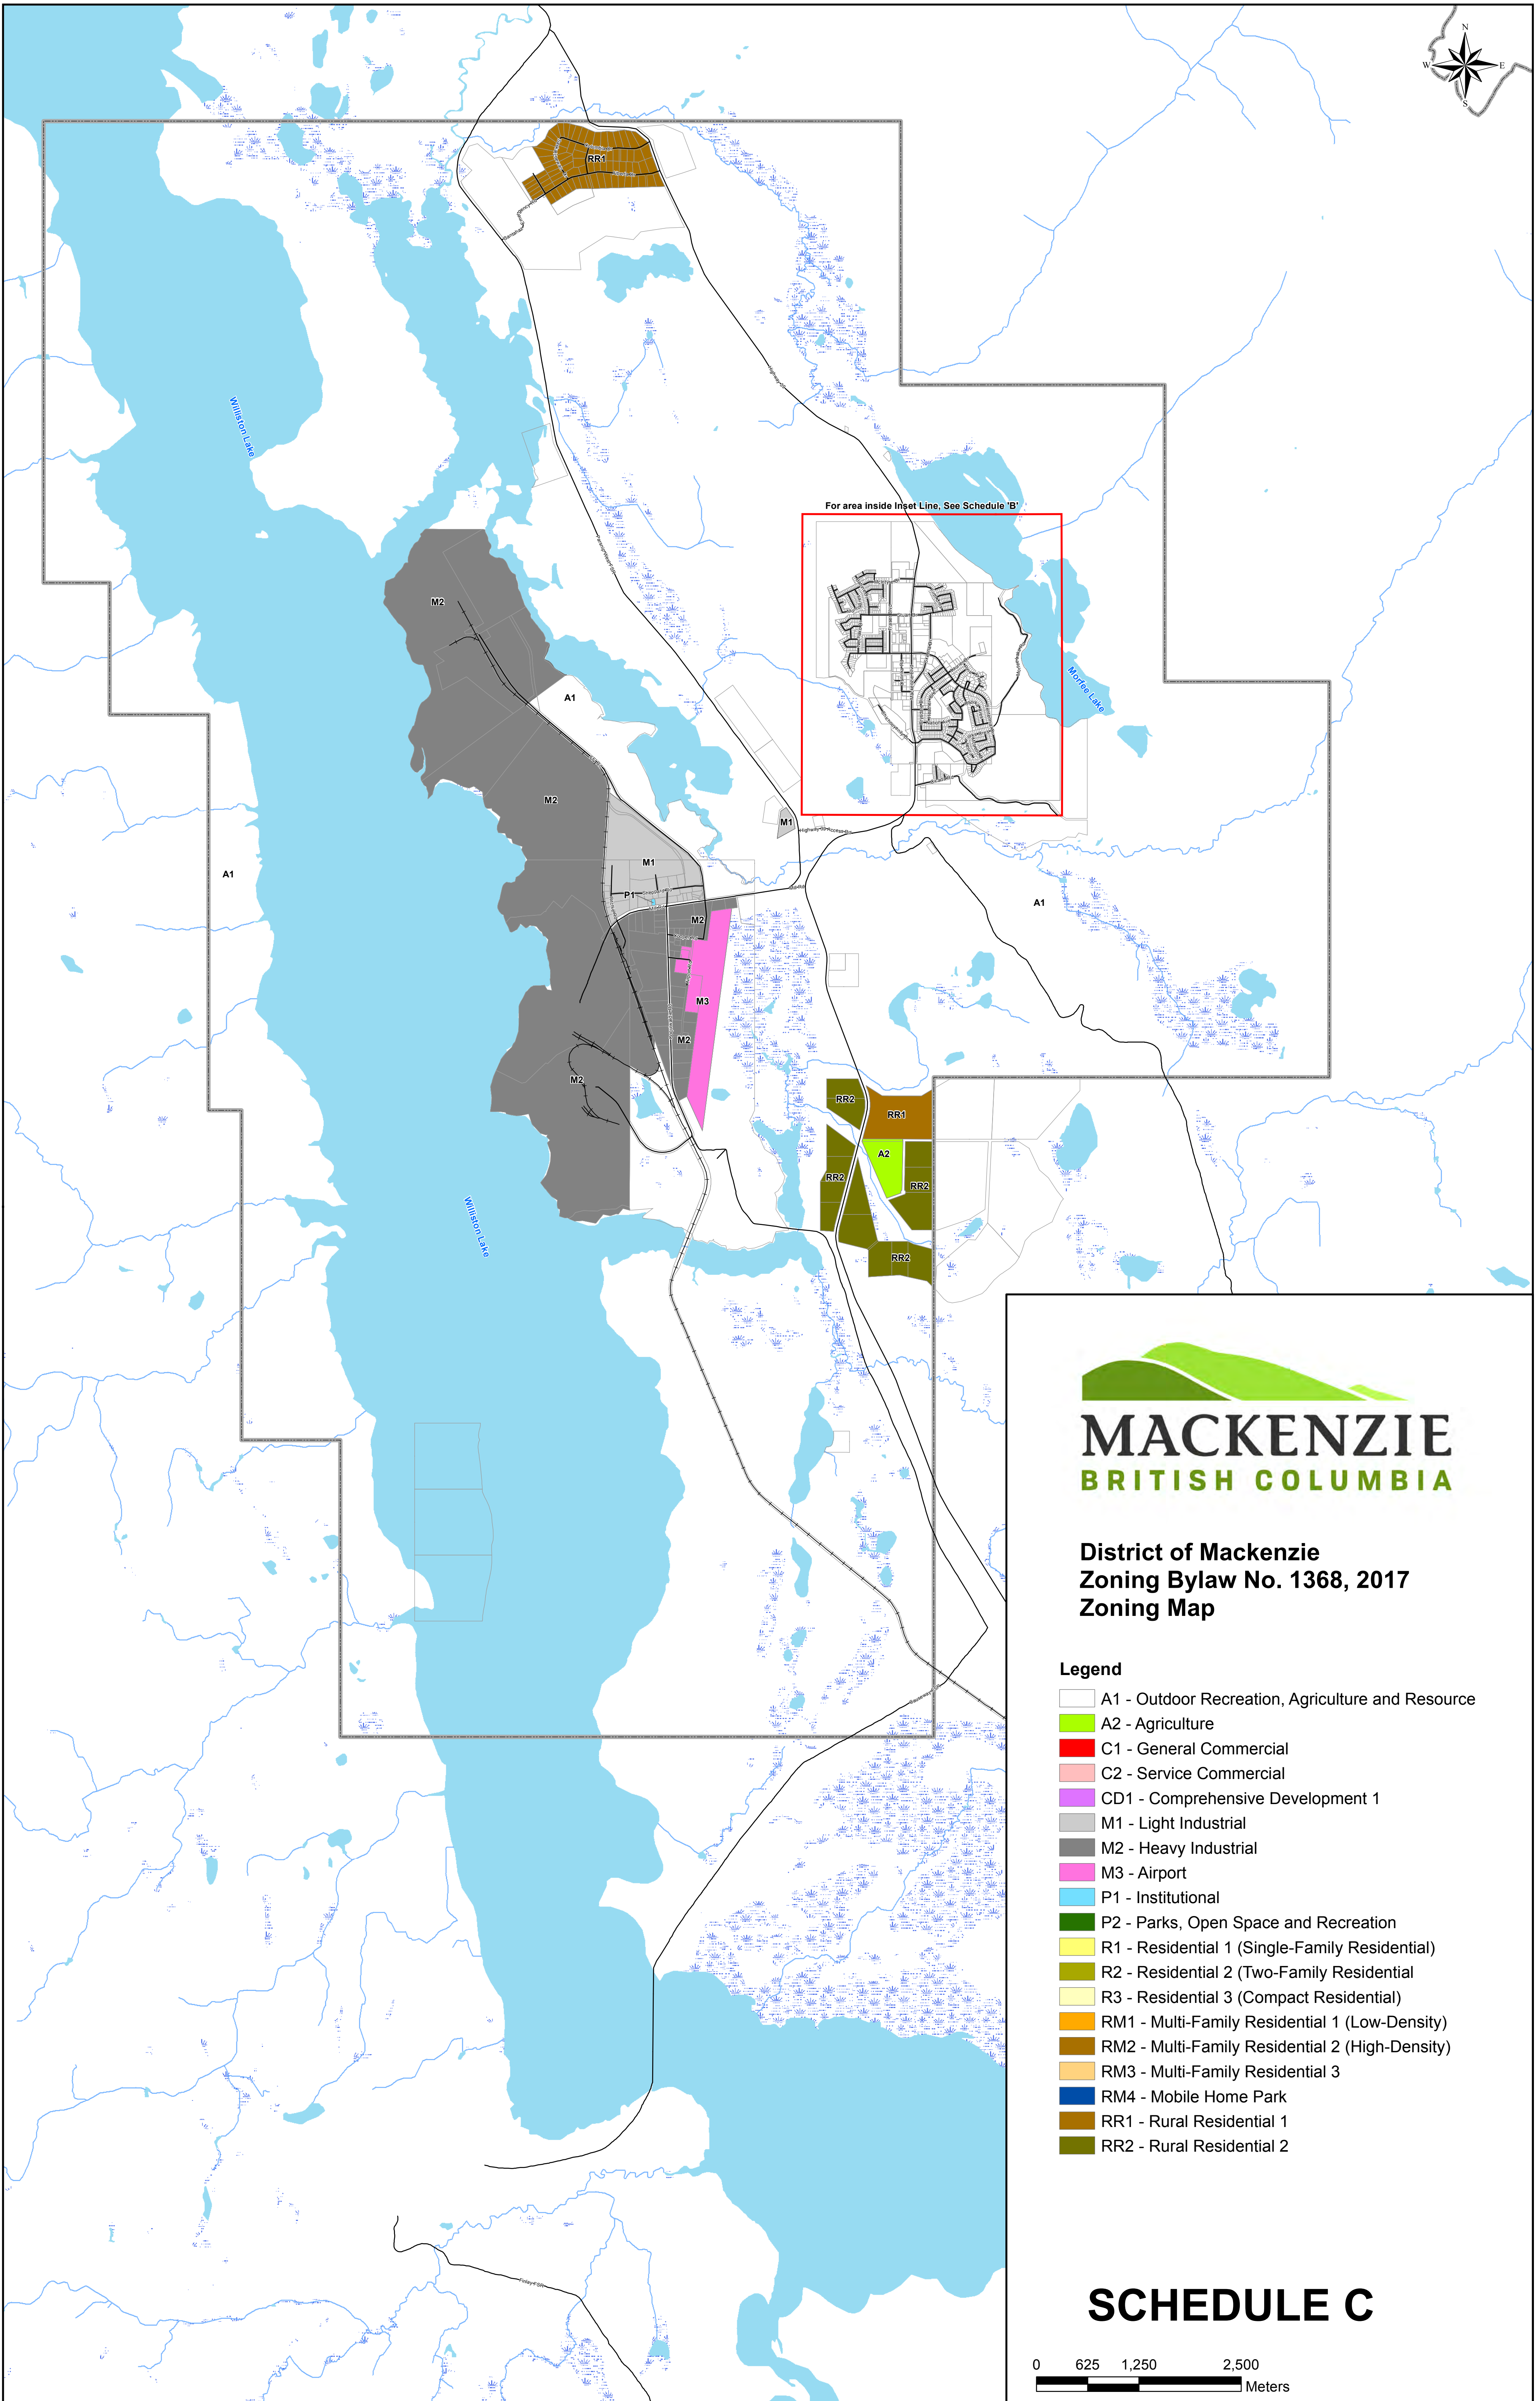 N
W
E
S
RR1
Williston Lake
For area inside Inset Line, See Schedule 'B'
M2
A1
Morfee Lake
M2
M1
M1
A1
P1
A1
M2
M3
M2
M2
RR2
RR1
A2
RR2
RR2
Williston Lake
RR2
MACKENZIE
BRITISH COLUMBIA
District of Mackenzie
Zoning Bylaw No. 1368, 2017
Zoning Map
Legend
A1 - Outdoor Recreation, Agriculture and Resource
A2 - Agriculture
C1 - General Commercial
C2 - Service Commercial
CD1 - Comprehensive Development 1
M1 - Light Industrial
M2 - Heavy Industrial
M3 - Airport
P1 - Institutional
P2 - Parks, Open Space and Recreation
R1 - Residential 1 (Single-Family Residential)
R2 - Residential 2 (Two-Family Residential
R3 - Residential 3 (Compact Residential)
RM1 - Multi-Family Residential 1 (Low-Density)
RM2 - Multi-Family Residential 2 (High-Density)
RM3 - Multi-Family Residential 3
RM4 - Mobile Home Park
RR1 - Rural Residential 1
RR2 - Rural Residential 2
Finlay FSR
SCHEDULE C
0 625 1,250 2,500
Meters